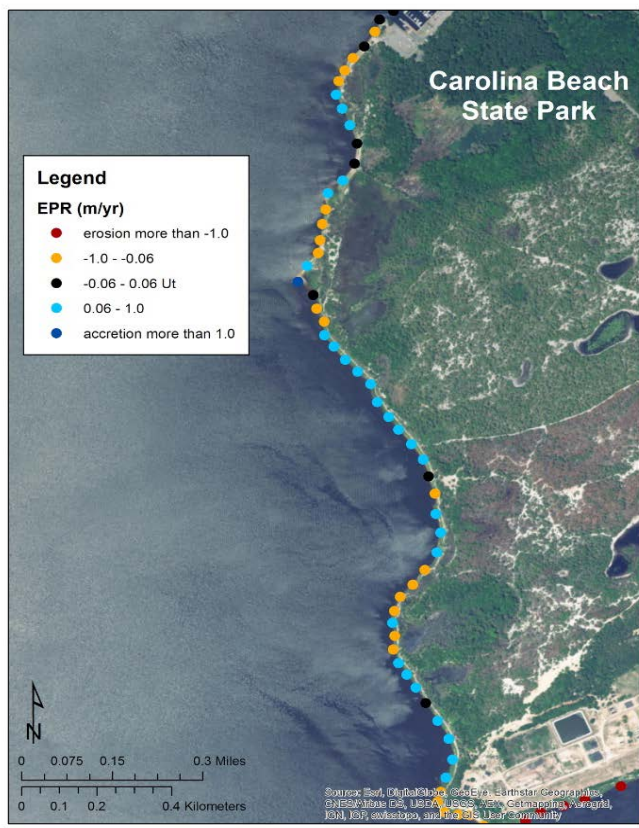 Carolina Beach
State Park
Legend
EPR (m/yr)
erosion more than -1.0
-1.0 - -0.06
-0.06 - 0.06 Ut
0.06 - 1.0
accretion more than 1.0
N
0 0.075 0.15 0.3 Miles
0 0.1 0.2 0.4 Kilometers
Source: Esri, DigitalGlobe, GeoEye, Earthstar Geographics,
CNES/Airbus DS, USDA, USGS, AEX, Getmapping, Aerogrid,
IGN, IGP, swisstopo, and the GIS User Community